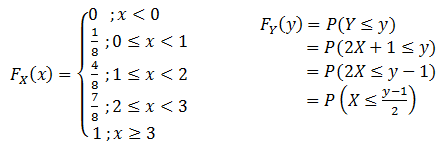 F_X(x) = { 0 ; x < 0
1/8 ; 0 ≤ x < 1
4/8 ; 1 ≤ x < 2
7/8 ; 2 ≤ x < 3
1 ; x ≥ 3
F_Y(y) = P(Y ≤ y)
= P(2X + 1 ≤ y)
= P(2X ≤ y − 1)
= P(X ≤ (y−1)/2)